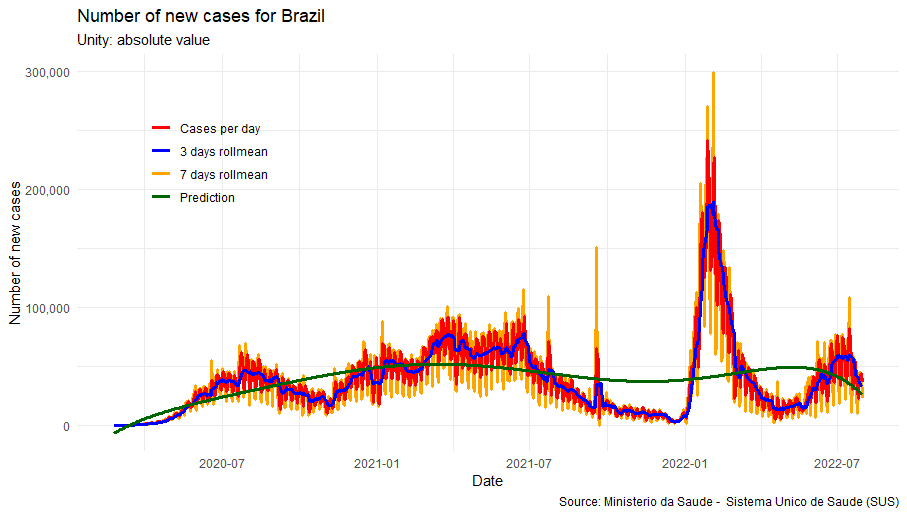 Number of new cases for Brazil
Unity: absolute value
300,000
200,000
100,000
0
Number of new cases
Cases per day
3 days rollmean
7 days rollmean
Prediction
2020-07
2021-01
2021-07
2022-01
2022-07
Date
Source: Ministerio da Saude -  Sistema Unico de Saude (SUS)